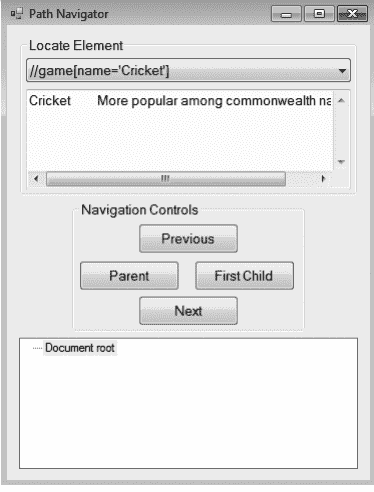 Path Navigator
Locate Element
//game[name='Cricket']
Cricket More popular among commonwealth na
Navigation Controls
Previous
Parent First Child
Next
Document root